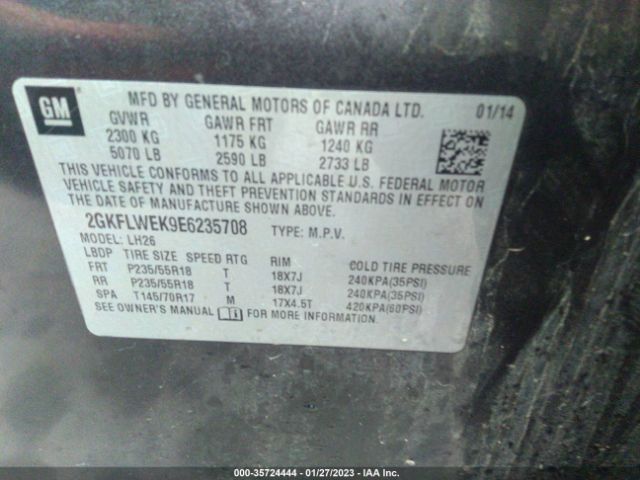 GM
MFD BY GENERAL MOTORS OF CANADA LTD. 01/14
GVWR GAWR FRT GAWR RR
2300 KG 1175 KG 1240 KG
5070 LB 2590 LB 2733 LB
THIS VEHICLE CONFORMS TO ALL APPLICABLE U.S. FEDERAL MOTOR
VEHICLE SAFETY AND THEFT PREVENTION STANDARDS IN EFFECT ON
THE DATE OF MANUFACTURE SHOWN ABOVE.
2GKFLWEK9E6235708 TYPE: M.P.V.
MODEL: LH26
LBDP TIRE SIZE SPEED RTG RIM COLD TIRE PRESSURE
FRT P235/55R18 T 18X7J 240KPA(35PSI)
RR P235/55R18 T 18X7J 240KPA(35PSI)
SPA T145/70R17 M 17X4.5T 420KPA(60PSI)
SEE OWNER'S MANUAL FOR MORE INFORMATION.
000-35724444 — 01/27/2023 - IAA Inc.